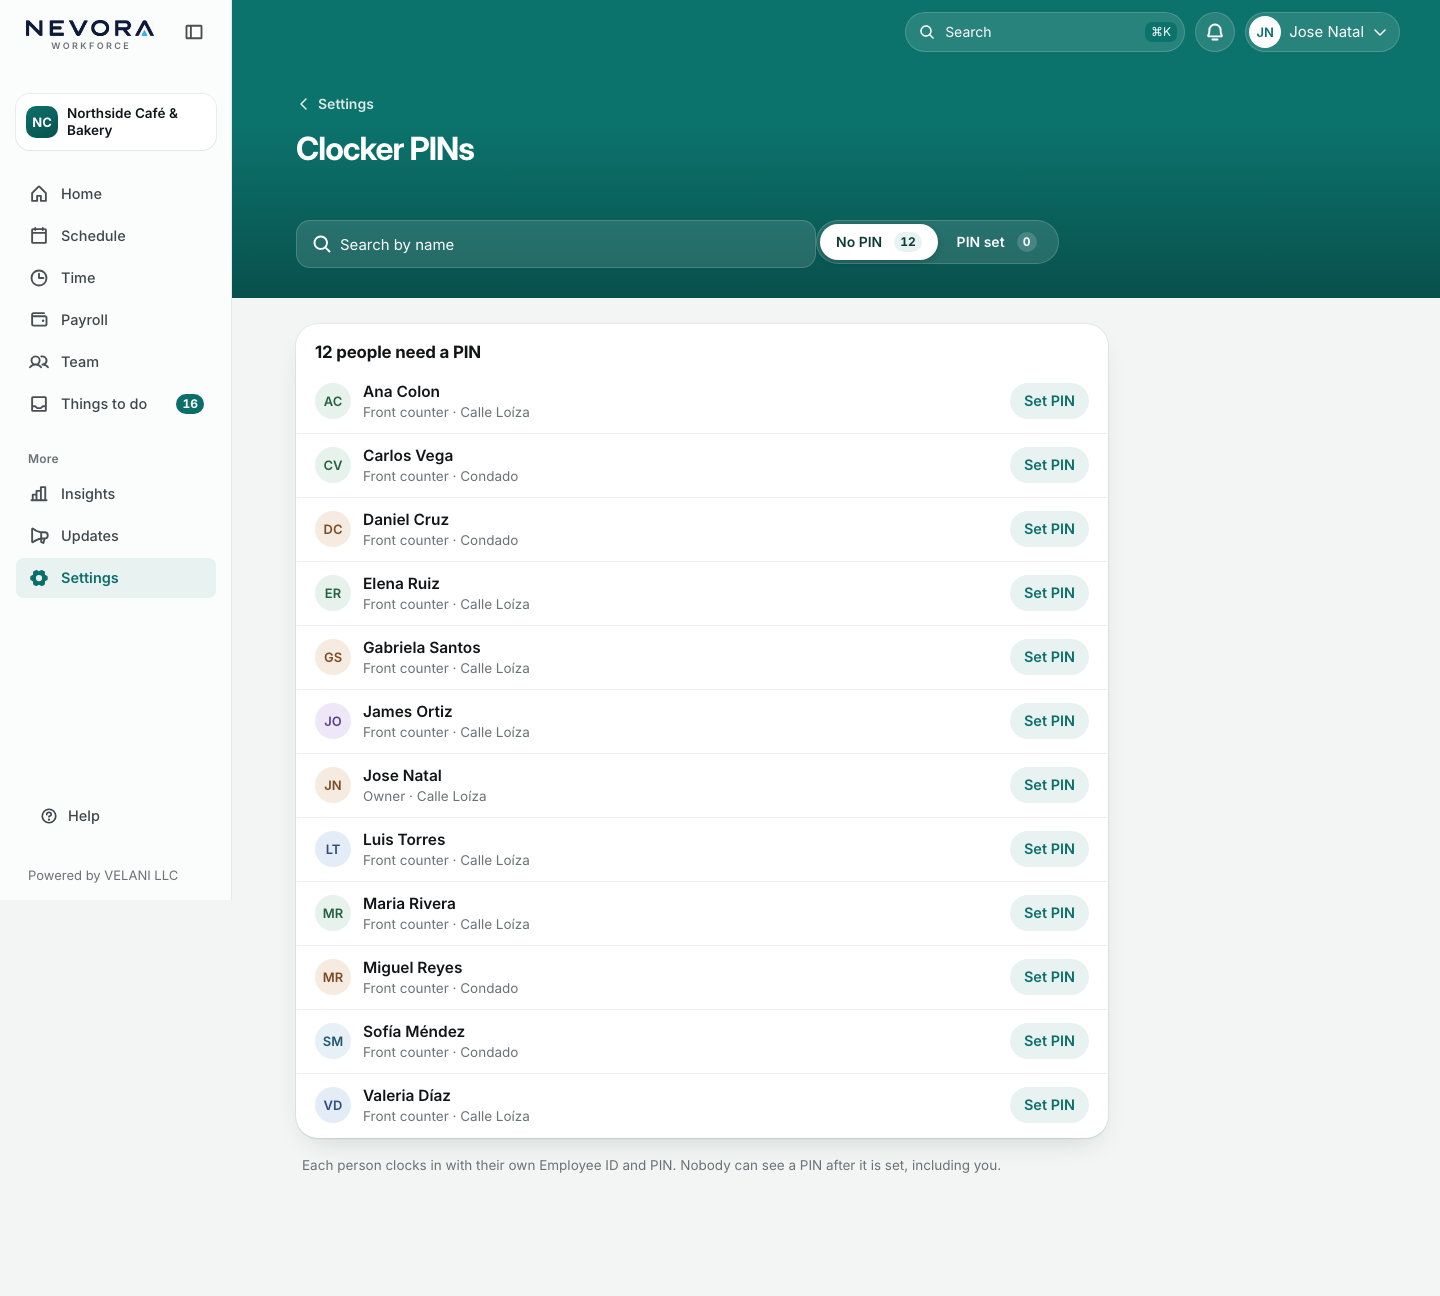 NEVORA
WORKFORCE
Search
⌘K
JN
Jose Natal
NC
Northside Café &
Bakery
Home
Schedule
Time
Payroll
Team
Things to do
16
More
Insights
Updates
Settings
Help
Powered by VELANI LLC
Settings
Clocker PINs
Search by name
No PIN 12
PIN set 0
12 people need a PIN
AC
Ana Colon
Front counter · Calle Loíza
Set PIN
CV
Carlos Vega
Front counter · Condado
Set PIN
DC
Daniel Cruz
Front counter · Condado
Set PIN
ER
Elena Ruiz
Front counter · Calle Loíza
Set PIN
GS
Gabriela Santos
Front counter · Calle Loíza
Set PIN
JO
James Ortiz
Front counter · Calle Loíza
Set PIN
JN
Jose Natal
Owner · Calle Loíza
Set PIN
LT
Luis Torres
Front counter · Calle Loíza
Set PIN
MR
Maria Rivera
Front counter · Calle Loíza
Set PIN
MR
Miguel Reyes
Front counter · Condado
Set PIN
SM
Sofía Méndez
Front counter · Condado
Set PIN
VD
Valeria Díaz
Front counter · Calle Loíza
Set PIN
Each person clocks in with their own Employee ID and PIN. Nobody can see a PIN after it is set, including you.